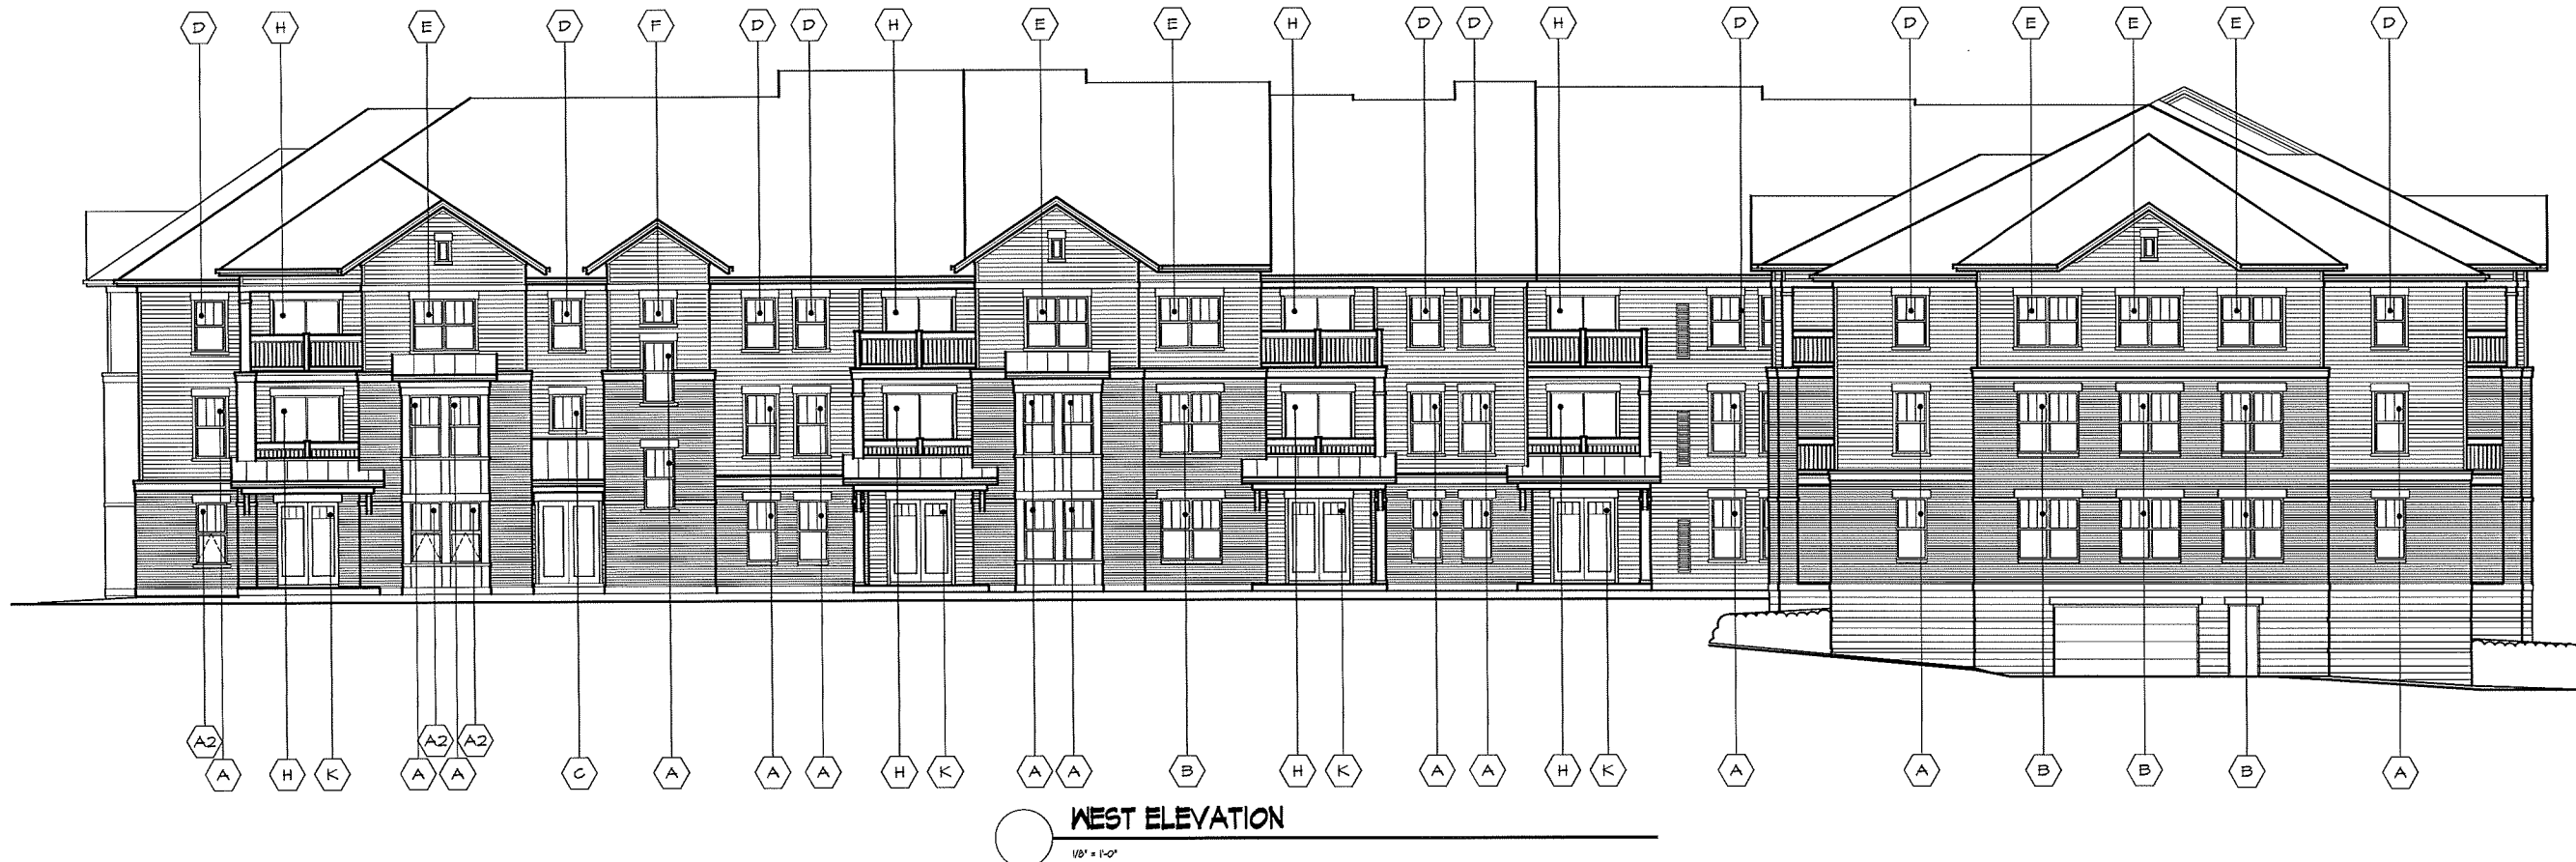 D H E D F D D H E E H D D H D D E E E D
A2 A2 A2
A H K A A C A A A H K A A B H K A A H K A A B B B A
WEST ELEVATION
1/8" = 1'-0"